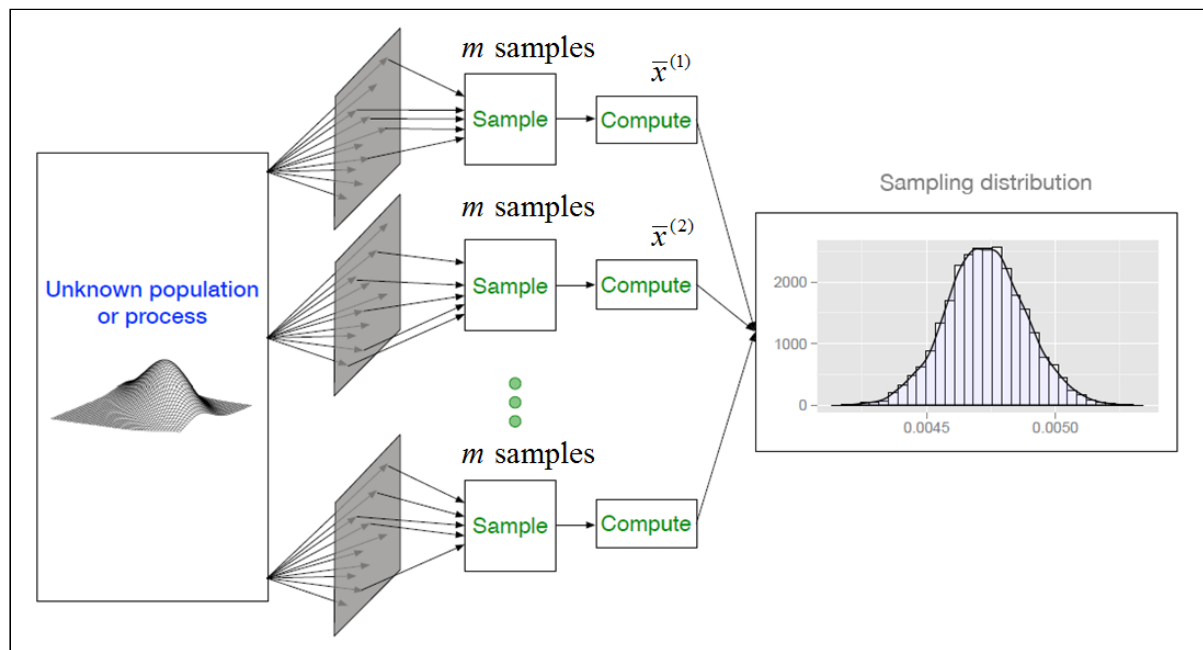 m samples
x̅⁽¹⁾
Sample
Compute
Sampling distribution
m samples
x̅⁽²⁾
Sample
Compute
Unknown population
or process
2000
1000
0
0.0045
0.0050
m samples
Sample
Compute